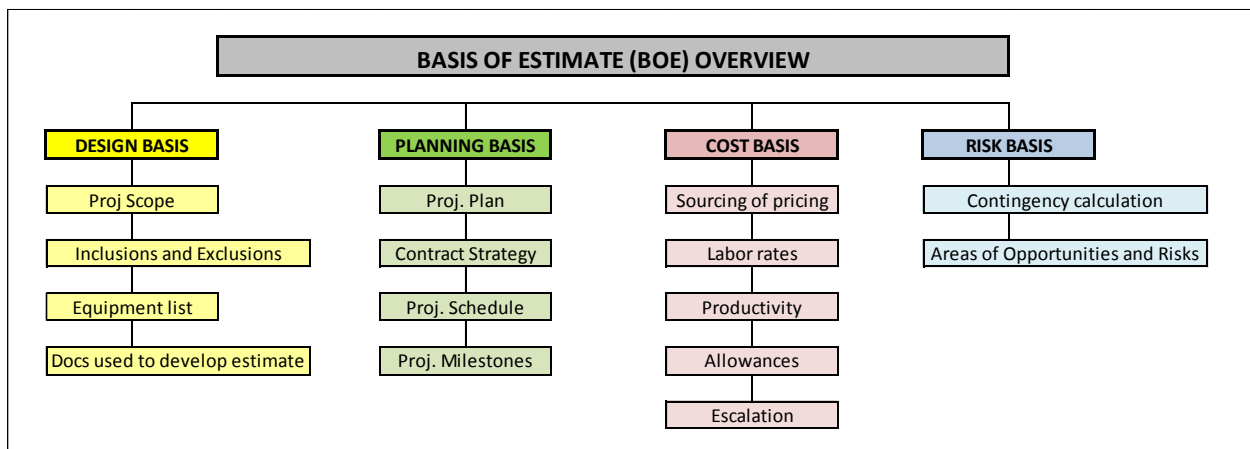 BASIS OF ESTIMATE (BOE) OVERVIEW
DESIGN BASIS
Proj Scope
Inclusions and Exclusions
Equipment list
Docs used to develop estimate
PLANNING BASIS
Proj. Plan
Contract Strategy
Proj. Schedule
Proj. Milestones
COST BASIS
Sourcing of pricing
Labor rates
Productivity
Allowances
Escalation
RISK BASIS
Contingency calculation
Areas of Opportunities and Risks